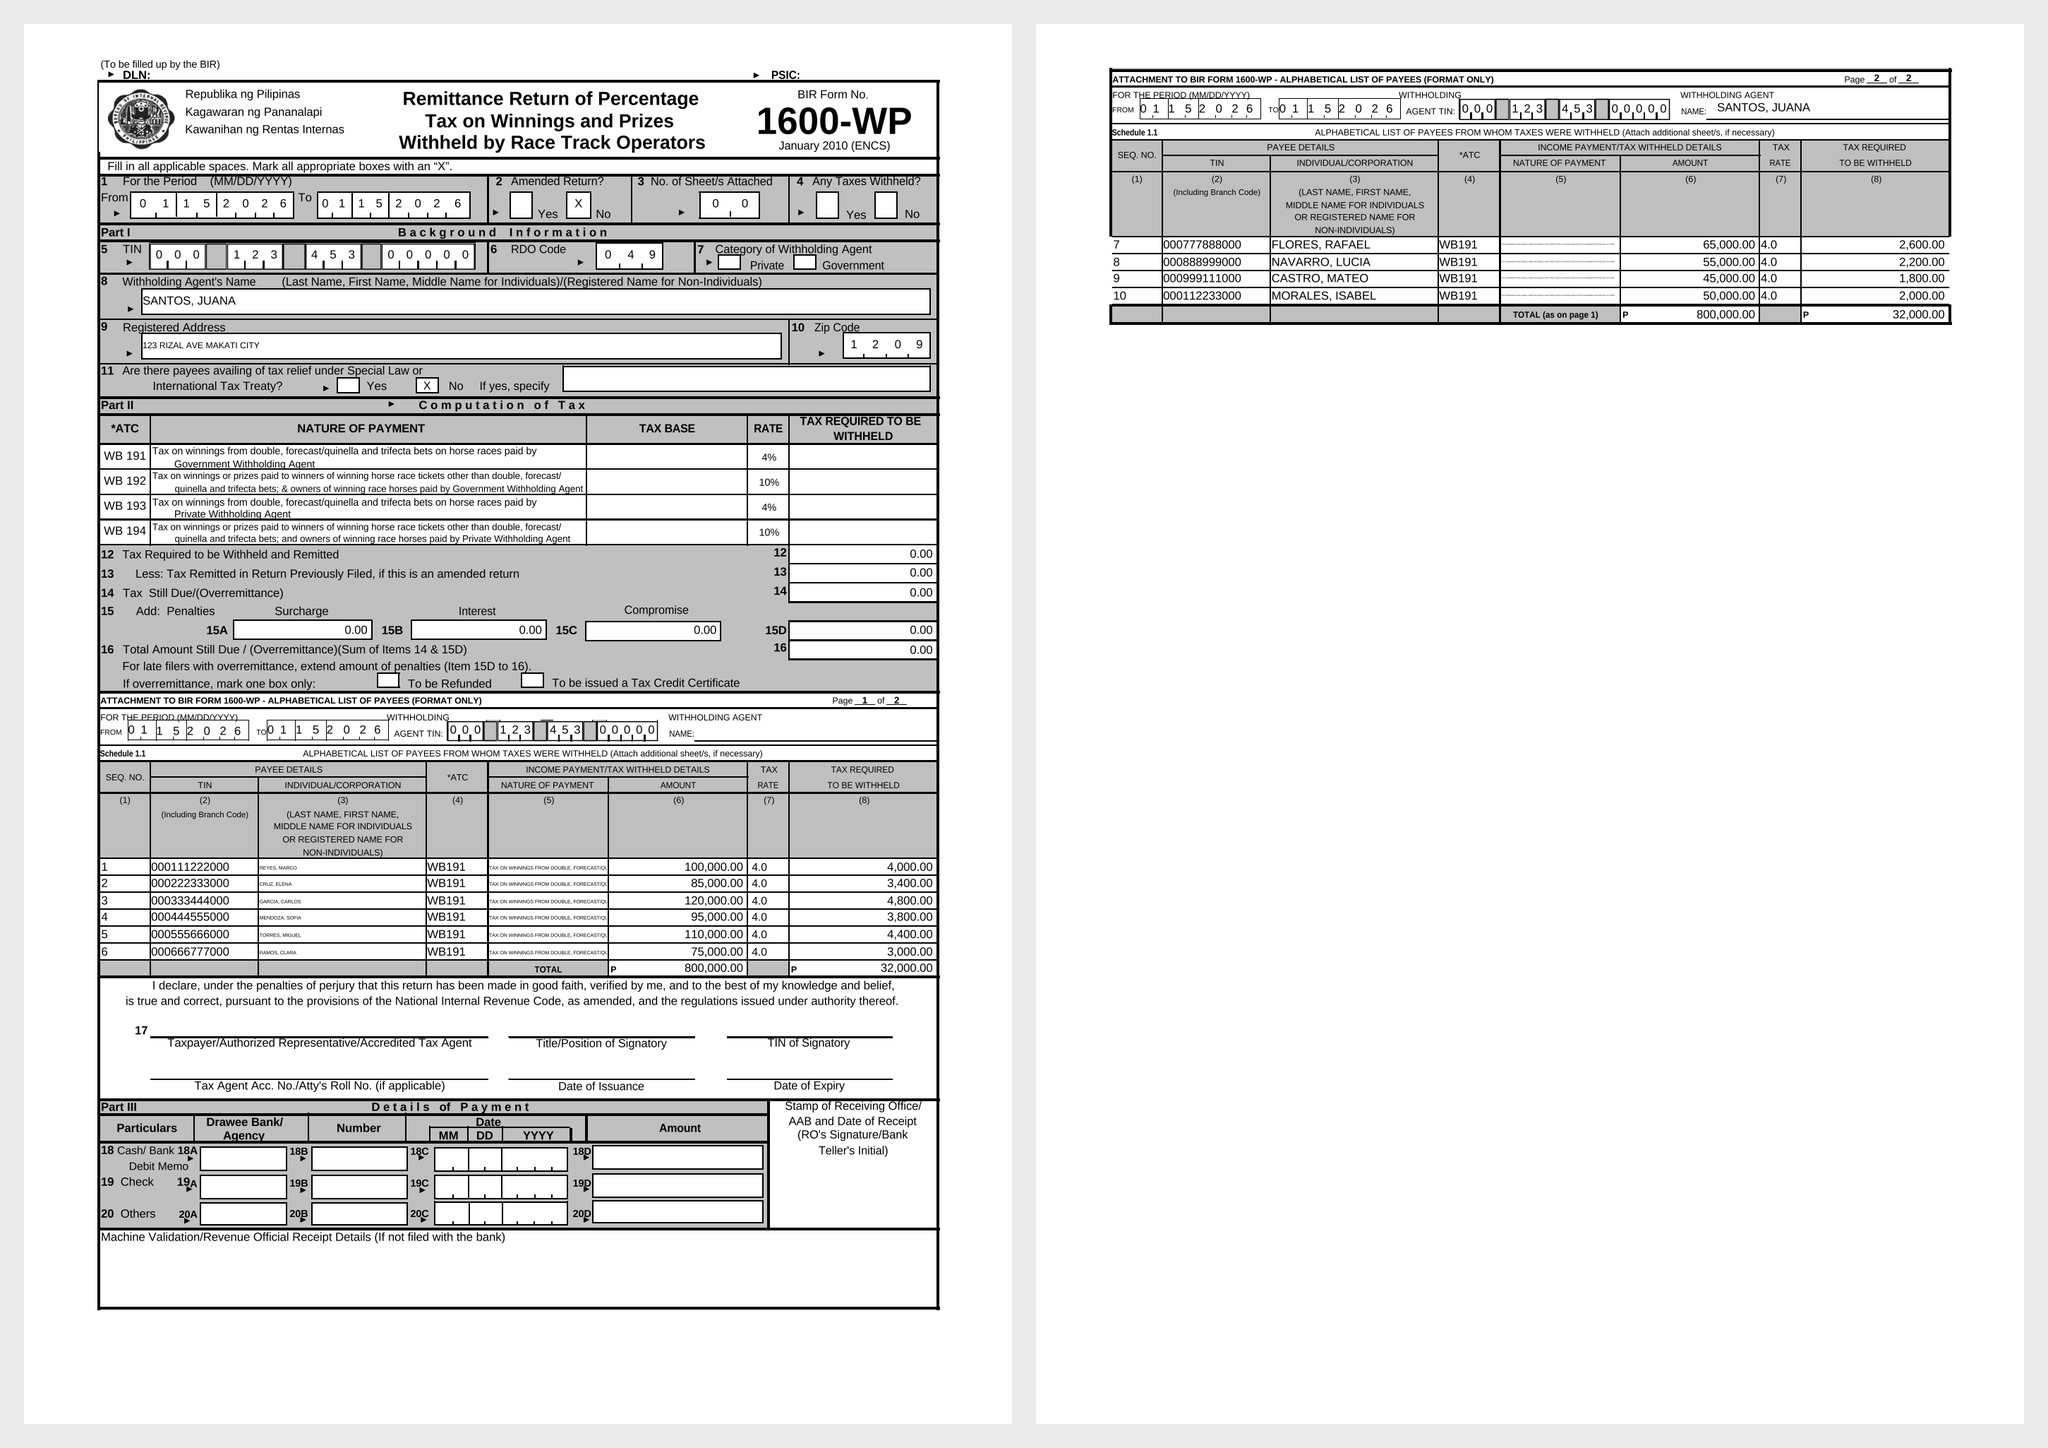 (To be filled up by the BIR)
► DLN: ► PSIC:
Republika ng Pilipinas
Kagawaran ng Pananalapi
Kawanihan ng Rentas Internas
Remittance Return of Percentage
Tax on Winnings and Prizes
Withheld by Race Track Operators
BIR Form No.
1600-WP
January 2010 (ENCS)
Fill in all applicable spaces. Mark all appropriate boxes with an “X”.
1 For the Period (MM/DD/YYYY) 2 Amended Return? 3 No. of Sheet/s Attached 4 Any Taxes Withheld?
From ► 0 1 1 5 2 0 2 6 To 0 1 1 5 2 0 2 6 ► Yes X No ► 0 0 ► Yes No
Part I Background Information
5 TIN ► 0 0 0 1 2 3 4 5 3 0 0 0 0 0 6 RDO Code ► 0 4 9 7 Category of Withholding Agent
► Private Government
8 Withholding Agent's Name (Last Name, First Name, Middle Name for Individuals)/(Registered Name for Non-Individuals)
► SANTOS, JUANA
9 Registered Address 10 Zip Code
► 123 RIZAL AVE MAKATI CITY ► 1 2 0 9
11 Are there payees availing of tax relief under Special Law or
International Tax Treaty? ► Yes X No If yes, specify
Part II ► Computation of Tax
*ATC NATURE OF PAYMENT TAX BASE RATE TAX REQUIRED TO BE
WITHHELD
WB 191 Tax on winnings from double, forecast/quinella and trifecta bets on horse races paid by
Government Withholding Agent 4%
WB 192 Tax on winnings or prizes paid to winners of winning horse race tickets other than double, forecast/
quinella and trifecta bets; & owners of winning race horses paid by Government Withholding Agent 10%
WB 193 Tax on winnings from double, forecast/quinella and trifecta bets on horse races paid by
Private Withholding Agent 4%
WB 194 Tax on winnings or prizes paid to winners of winning horse race tickets other than double, forecast/
quinella and trifecta bets; and owners of winning race horses paid by Private Withholding Agent 10%
12 Tax Required to be Withheld and Remitted 12 0.00
13 Less: Tax Remitted in Return Previously Filed, if this is an amended return 13 0.00
14 Tax Still Due/(Overremittance) 14 0.00
15 Add: Penalties Surcharge Interest Compromise
15A 0.00 15B 0.00 15C 0.00 15D 0.00
16 Total Amount Still Due / (Overremittance)(Sum of Items 14 & 15D) 16 0.00
For late filers with overremittance, extend amount of penalties (Item 15D to 16).
If overremittance, mark one box only: To be Refunded To be issued a Tax Credit Certificate
ATTACHMENT TO BIR FORM 1600-WP - ALPHABETICAL LIST OF PAYEES (FORMAT ONLY) Page 1 of 2
FOR THE PERIOD (MM/DD/YYYY) WITHHOLDING WITHHOLDING AGENT
FROM 0 1 1 5 2 0 2 6 TO 0 1 1 5 2 0 2 6 AGENT TIN: 0 0 0 1 2 3 4 5 3 0 0 0 0 0 NAME:
Schedule 1.1 ALPHABETICAL LIST OF PAYEES FROM WHOM TAXES WERE WITHHELD (Attach additional sheet/s, if necessary)
SEQ. NO. PAYEE DETAILS *ATC INCOME PAYMENT/TAX WITHHELD DETAILS TAX TAX REQUIRED
TIN INDIVIDUAL/CORPORATION NATURE OF PAYMENT AMOUNT RATE TO BE WITHHELD
(1) (2) (3) (4) (5) (6) (7) (8)
(Including Branch Code) (LAST NAME, FIRST NAME,
MIDDLE NAME FOR INDIVIDUALS
OR REGISTERED NAME FOR
NON-INDIVIDUALS)
1 000111222000 REYES, MARCO WB191 TAX ON WINNINGS FROM DOUBLE, FORECAST/QU 100,000.00 4.0 4,000.00
2 000222333000 CRUZ, ELENA WB191 TAX ON WINNINGS FROM DOUBLE, FORECAST/QU 85,000.00 4.0 3,400.00
3 000333444000 GARCIA, CARLOS WB191 TAX ON WINNINGS FROM DOUBLE, FORECAST/QU 120,000.00 4.0 4,800.00
4 000444555000 MENDOZA, SOFIA WB191 TAX ON WINNINGS FROM DOUBLE, FORECAST/QU 95,000.00 4.0 3,800.00
5 000555666000 TORRES, MIGUEL WB191 TAX ON WINNINGS FROM DOUBLE, FORECAST/QU 110,000.00 4.0 4,400.00
6 000666777000 RAMOS, CLARA WB191 TAX ON WINNINGS FROM DOUBLE, FORECAST/QU 75,000.00 4.0 3,000.00
TOTAL P 800,000.00 P 32,000.00
I declare, under the penalties of perjury that this return has been made in good faith, verified by me, and to the best of my knowledge and belief,
is true and correct, pursuant to the provisions of the National Internal Revenue Code, as amended, and the regulations issued under authority thereof.
17
Taxpayer/Authorized Representative/Accredited Tax Agent Title/Position of Signatory TIN of Signatory
Tax Agent Acc. No./Atty's Roll No. (if applicable) Date of Issuance Date of Expiry
Part III Details of Payment
Particulars Drawee Bank/
Agency Number Date
MM DD YYYY Amount
Stamp of Receiving Office/
AAB and Date of Receipt
(RO's Signature/Bank
Teller's Initial)
18 Cash/ Bank 18A ► 18B ► 18C ► 18D ►
Debit Memo
19 Check 19A ► 19B ► 19C ► 19D ►
20 Others 20A ► 20B ► 20C ► 20D ►
Machine Validation/Revenue Official Receipt Details (If not filed with the bank)
ATTACHMENT TO BIR FORM 1600-WP - ALPHABETICAL LIST OF PAYEES (FORMAT ONLY) Page 2 of 2
FOR THE PERIOD (MM/DD/YYYY) WITHHOLDING WITHHOLDING AGENT
FROM 0 1 1 5 2 0 2 6 TO 0 1 1 5 2 0 2 6 AGENT TIN: 0 0 0 1 2 3 4 5 3 0 0 0 0 0 NAME: SANTOS, JUANA
Schedule 1.1 ALPHABETICAL LIST OF PAYEES FROM WHOM TAXES WERE WITHHELD (Attach additional sheet/s, if necessary)
SEQ. NO. PAYEE DETAILS *ATC INCOME PAYMENT/TAX WITHHELD DETAILS TAX TAX REQUIRED
TIN INDIVIDUAL/CORPORATION NATURE OF PAYMENT AMOUNT RATE TO BE WITHHELD
(1) (2) (3) (4) (5) (6) (7) (8)
(Including Branch Code) (LAST NAME, FIRST NAME,
MIDDLE NAME FOR INDIVIDUALS
OR REGISTERED NAME FOR
NON-INDIVIDUALS)
7 000777888000 FLORES, RAFAEL WB191 65,000.00 4.0 2,600.00
8 000888999000 NAVARRO, LUCIA WB191 55,000.00 4.0 2,200.00
9 000999111000 CASTRO, MATEO WB191 45,000.00 4.0 1,800.00
10 000112233000 MORALES, ISABEL WB191 50,000.00 4.0 2,000.00
TOTAL (as on page 1) P 800,000.00 P 32,000.00